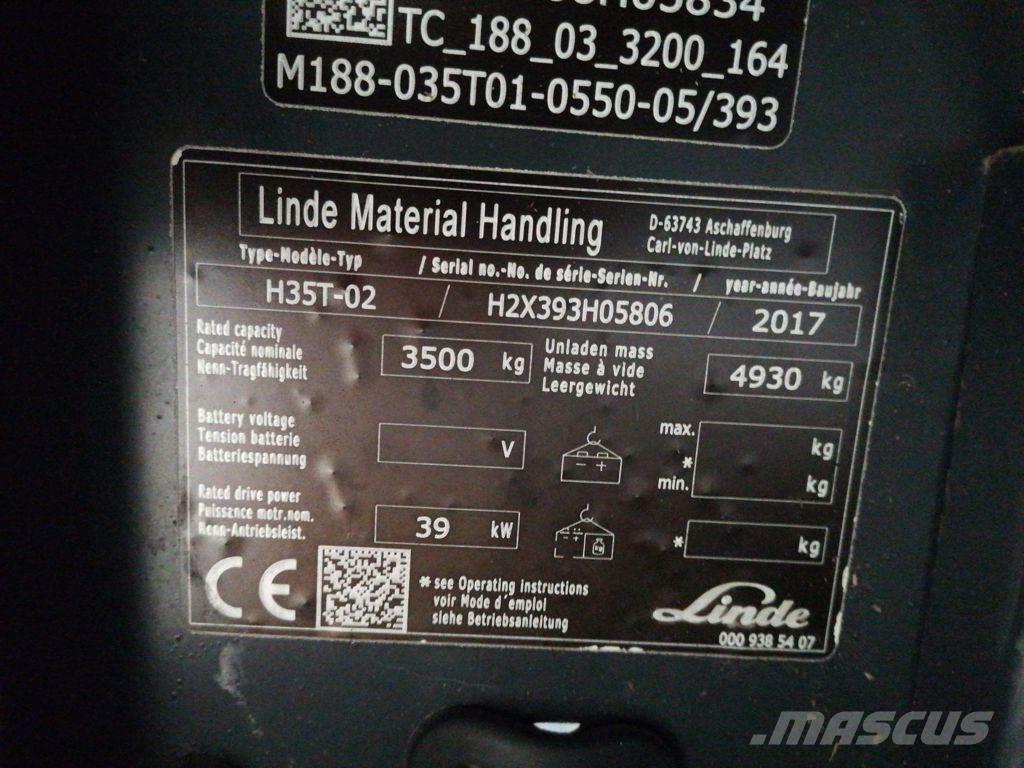 TC_188_03_3200_164
M188-035T01-0550-05/393
Linde Material Handling
D-63743 Aschaffenburg
Carl-von-Linde-Platz
Type-Modèle-Typ / Serial no.-No. de série-Serien-Nr. / year-année-Baujahr
H35T-02 / H2X393H05806 / 2017
Rated capacity
Capacité nominale
Nenn-Tragfähigkeit
3500 kg
Unladen mass
Masse à vide
Leergewicht
4930 kg
Battery voltage
Tension batterie
Batteriespannung
V
- +
max. kg
*
min. kg
Rated drive power
Puissance motr.nom.
Nenn-Antriebsleist.
39 kW
* kg
CE
* see Operating instructions
voir Mode d'emploi
siehe Betriebsanleitung
Linde
000 938 54 07
MASCUS